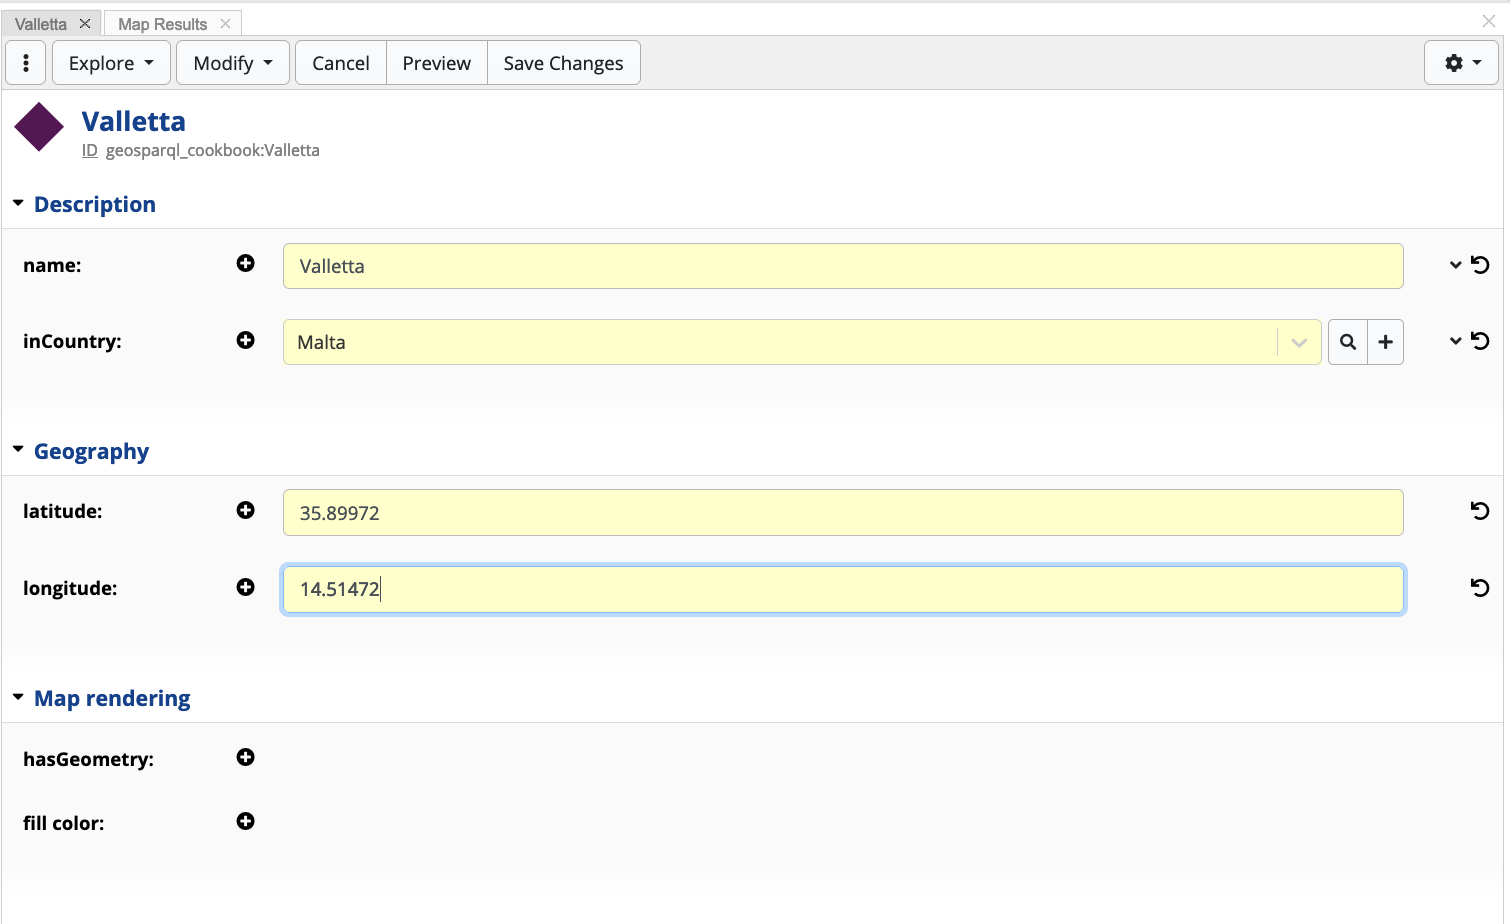 Valletta Map Results
Explore Modify Cancel Preview Save Changes
Valletta
ID geosparql_cookbook:Valletta
Description
name: Valletta
inCountry: Malta
Geography
latitude: 35.89972
longitude: 14.51472
Map rendering
hasGeometry:
fill color: